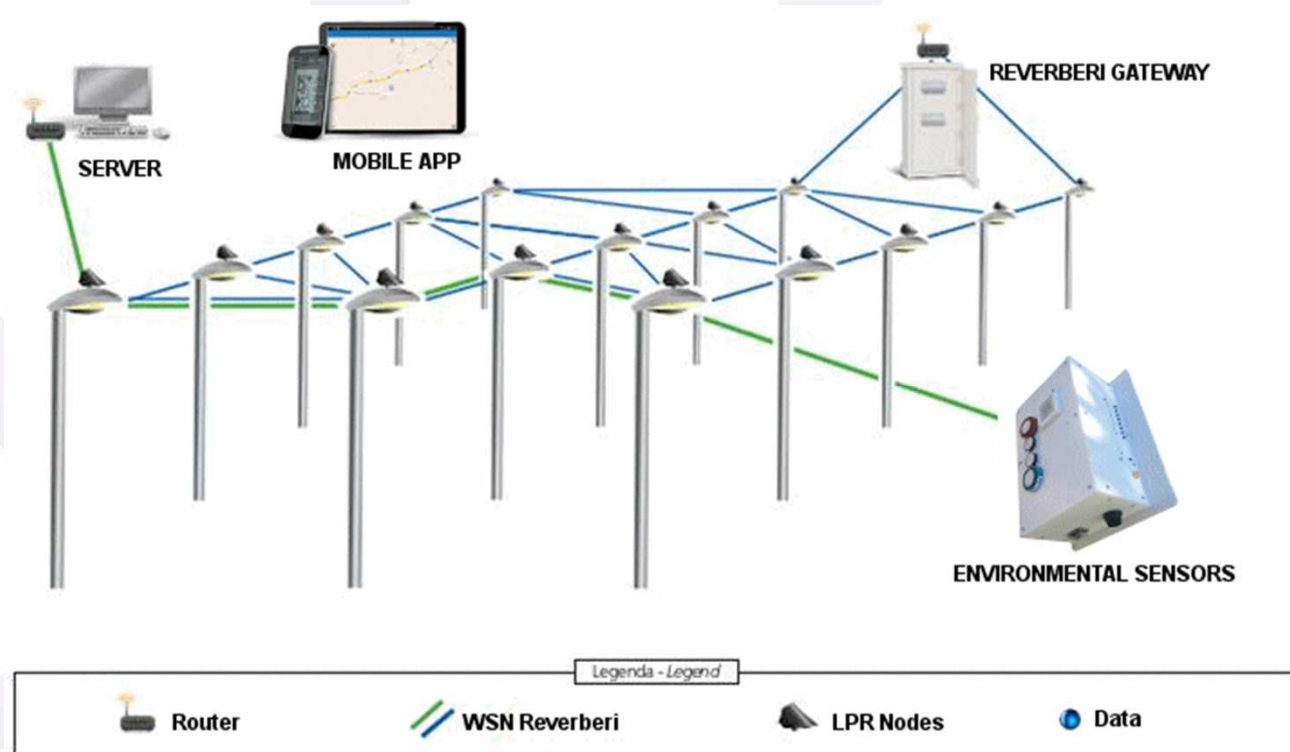 REVERBERI GATEWAY
MOBILE APP
SERVER
ENVIRONMENTAL SENSORS
Legenda - Legend
Router
WSN Reverberi
LPR Nodes
Data